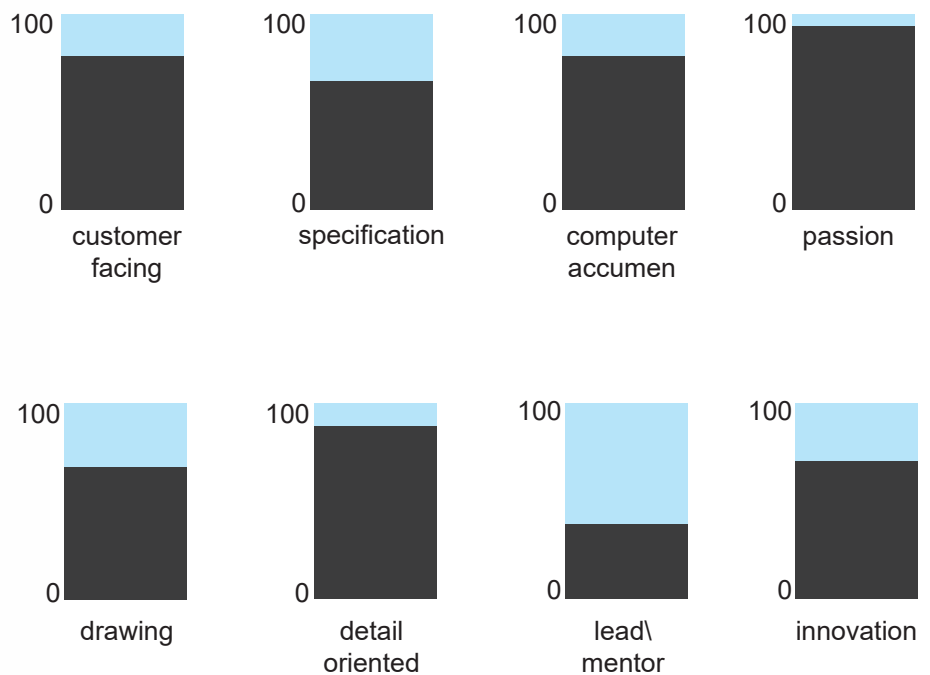 100 100 100 100
0 0 0 0
customer specification computer passion
facing accumen
100 100 100 100
0 0 0 0
drawing detail lead\ innovation
oriented mentor